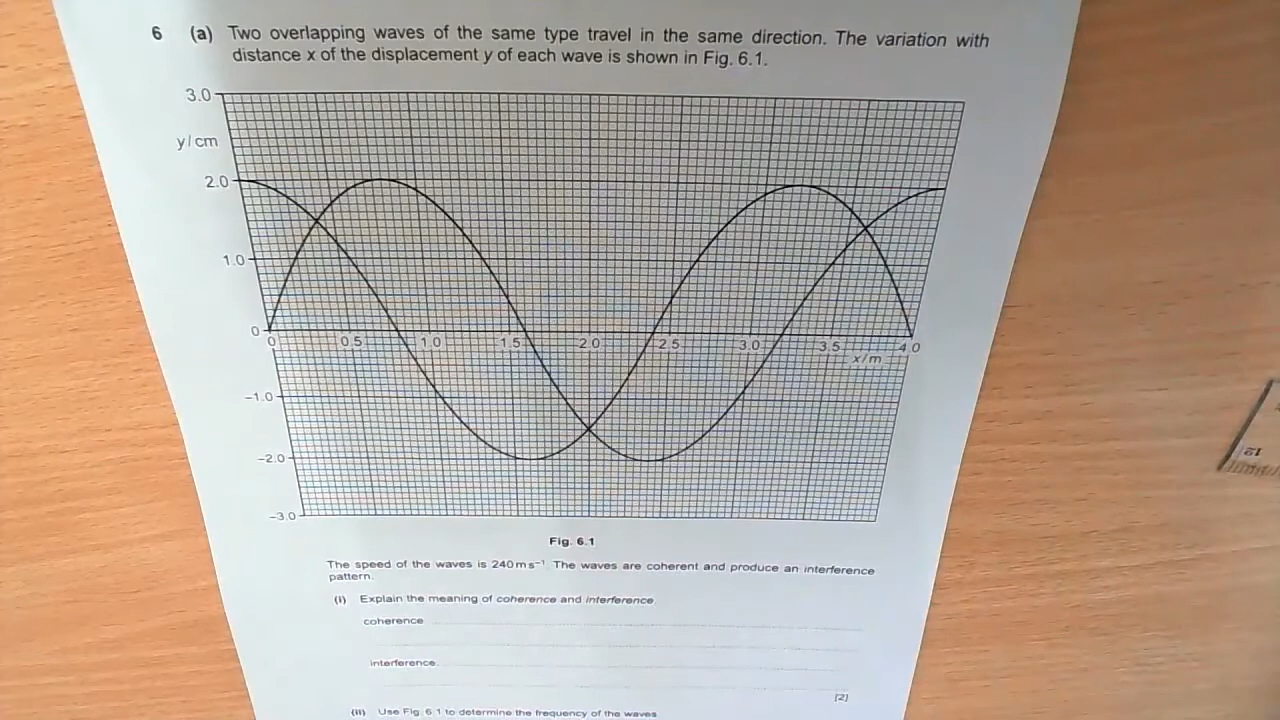 6 (a) Two overlapping waves of the same type travel in the same direction. The variation with
distance x of the displacement y of each wave is shown in Fig. 6.1.
3.0
y/cm
2.0
1.0
0
0 0.5 1.0 1.5 2.0 2.5 3.0 3.5 4.0
x/m
−1.0
−2.0
−3.0
Fig. 6.1
The speed of the waves is 240 m s⁻¹. The waves are coherent and produce an interference
pattern.
(i) Explain the meaning of coherence and interference.
coherence
interference
[2]
(ii) Use Fig. 6.1 to determine the frequency of the waves.